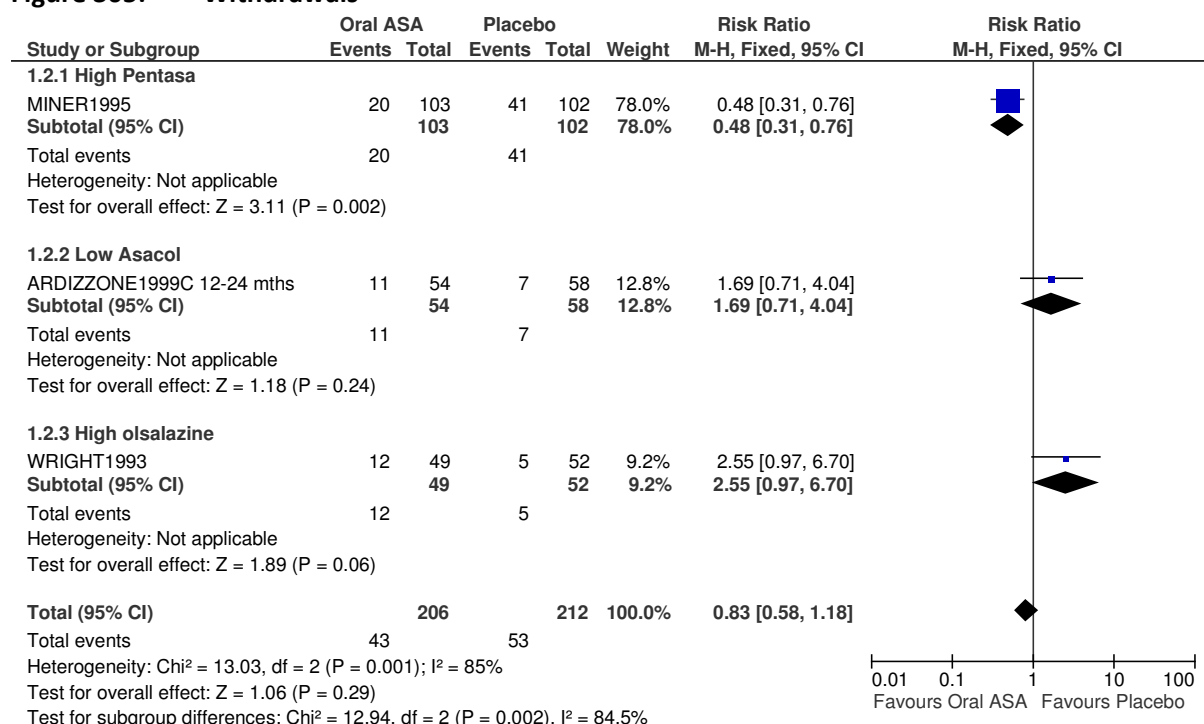 Figure Withdrawals
Oral ASA Placebo Risk Ratio Risk Ratio
Study or Subgroup Events Total Events Total Weight M-H, Fixed, 95% CI M-H, Fixed, 95% CI
1.2.1 High Pentasa
MINER1995 20 103 41 102 78.0% 0.48 [0.31, 0.76]
Subtotal (95% CI) 103 102 78.0% 0.48 [0.31, 0.76]
Total events 20 41
Heterogeneity: Not applicable
Test for overall effect: Z = 3.11 (P = 0.002)
1.2.2 Low Asacol
ARDIZZONE1999C 12-24 mths 11 54 7 58 12.8% 1.69 [0.71, 4.04]
Subtotal (95% CI) 54 58 12.8% 1.69 [0.71, 4.04]
Total events 11 7
Heterogeneity: Not applicable
Test for overall effect: Z = 1.18 (P = 0.24)
1.2.3 High olsalazine
WRIGHT1993 12 49 5 52 9.2% 2.55 [0.97, 6.70]
Subtotal (95% CI) 49 52 9.2% 2.55 [0.97, 6.70]
Total events 12 5
Heterogeneity: Not applicable
Test for overall effect: Z = 1.89 (P = 0.06)
Total (95% CI) 206 212 100.0% 0.83 [0.58, 1.18]
Total events 43 53
Heterogeneity: Chi² = 13.03, df = 2 (P = 0.001); I² = 85%
Test for overall effect: Z = 1.06 (P = 0.29)
Test for subgroup differences: Chi² = 12.94, df = 2 (P = 0.002), I² = 84.5%
0.01 0.1 1 10 100
Favours Oral ASA Favours Placebo